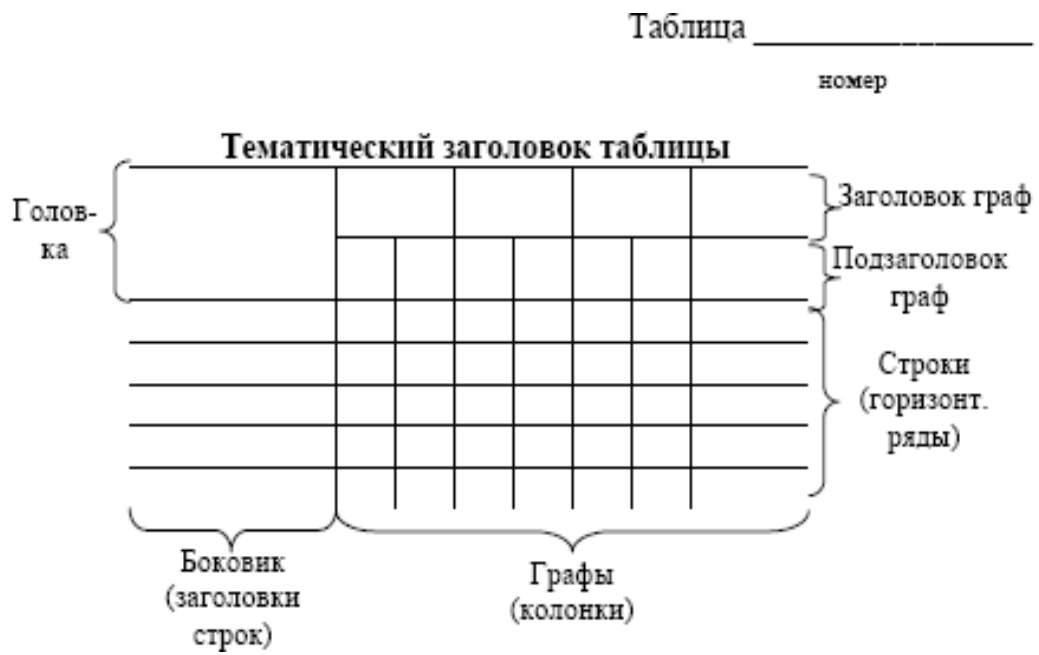 Таблица ________________
номер
Тематический заголовок таблицы
Голов-
ка
Заголовок граф
Подзаголовок
граф
Строки
(горизонт.
ряды)
Боковик
(заголовки
строк)
Графы
(колонки)